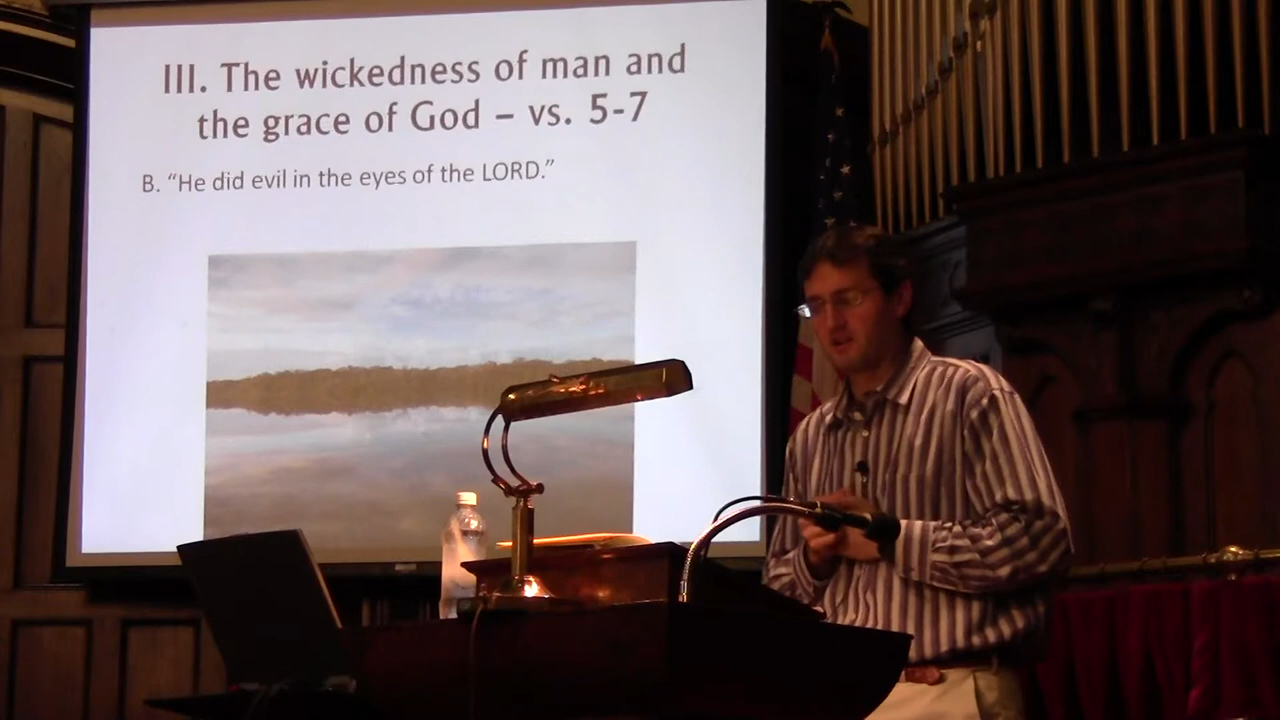 III. The wickedness of man and
the grace of God – vs. 5-7
B. “He did evil in the eyes of the LORD.”